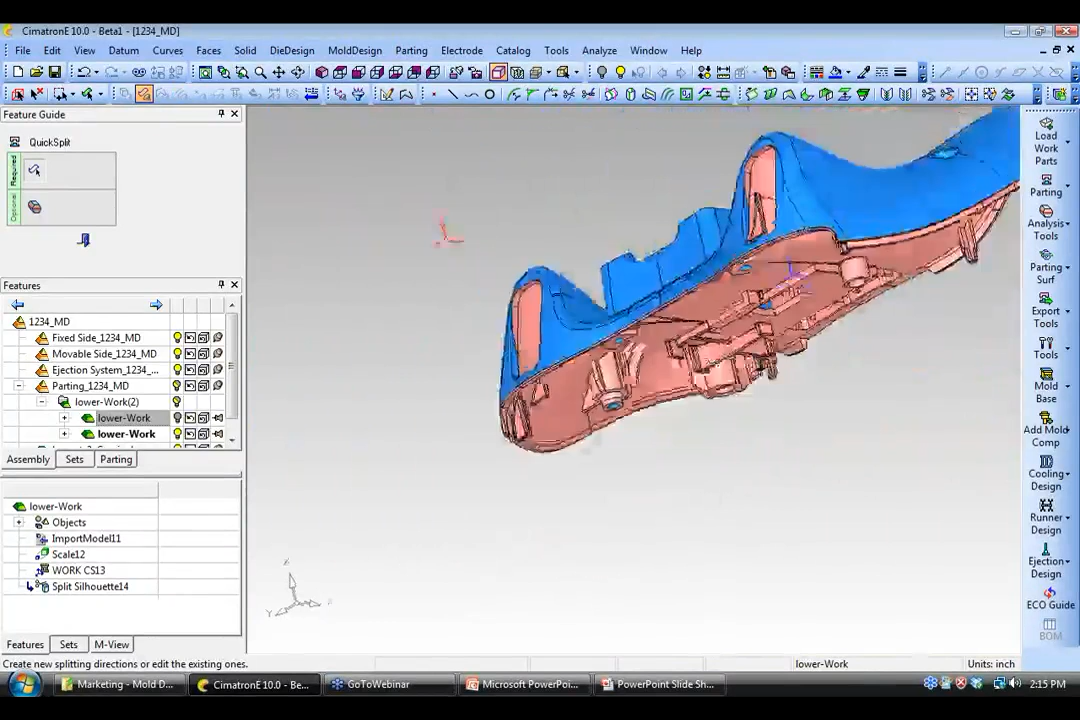 CimatronE 10.0 - Beta1 - [1234_MD]
File Edit View Datum Curves Faces Solid DieDesign MoldDesign Parting Electrode Catalog Tools Analyze Window Help
Feature Guide
QuickSplit
Required
Optional
Features
1234_MD
Fixed Side_1234_MD
Movable Side_1234_MD
Ejection System_1234_...
Parting_1234_MD
lower-Work(2)
lower-Work
lower-Work
Assembly Sets Parting
lower-Work
Objects
ImportModel11
Scale12
WORK CS13
Split Silhouette14
Features Sets M-View
Load Work Parts
Parting
Analysis Tools
Parting Surf
Export Tools
Tools
Mold Base
Add Mold Comp
Cooling Design
Runner Design
Ejection Design
ECO Guide
BOM
X
Y
Create new splitting directions or edit the existing ones.
lower-Work
Units: inch
Marketing - Mold D...
CimatronE 10.0 - Be...
GoToWebinar
Microsoft PowerPo...
PowerPoint Slide Sh...
2:15 PM